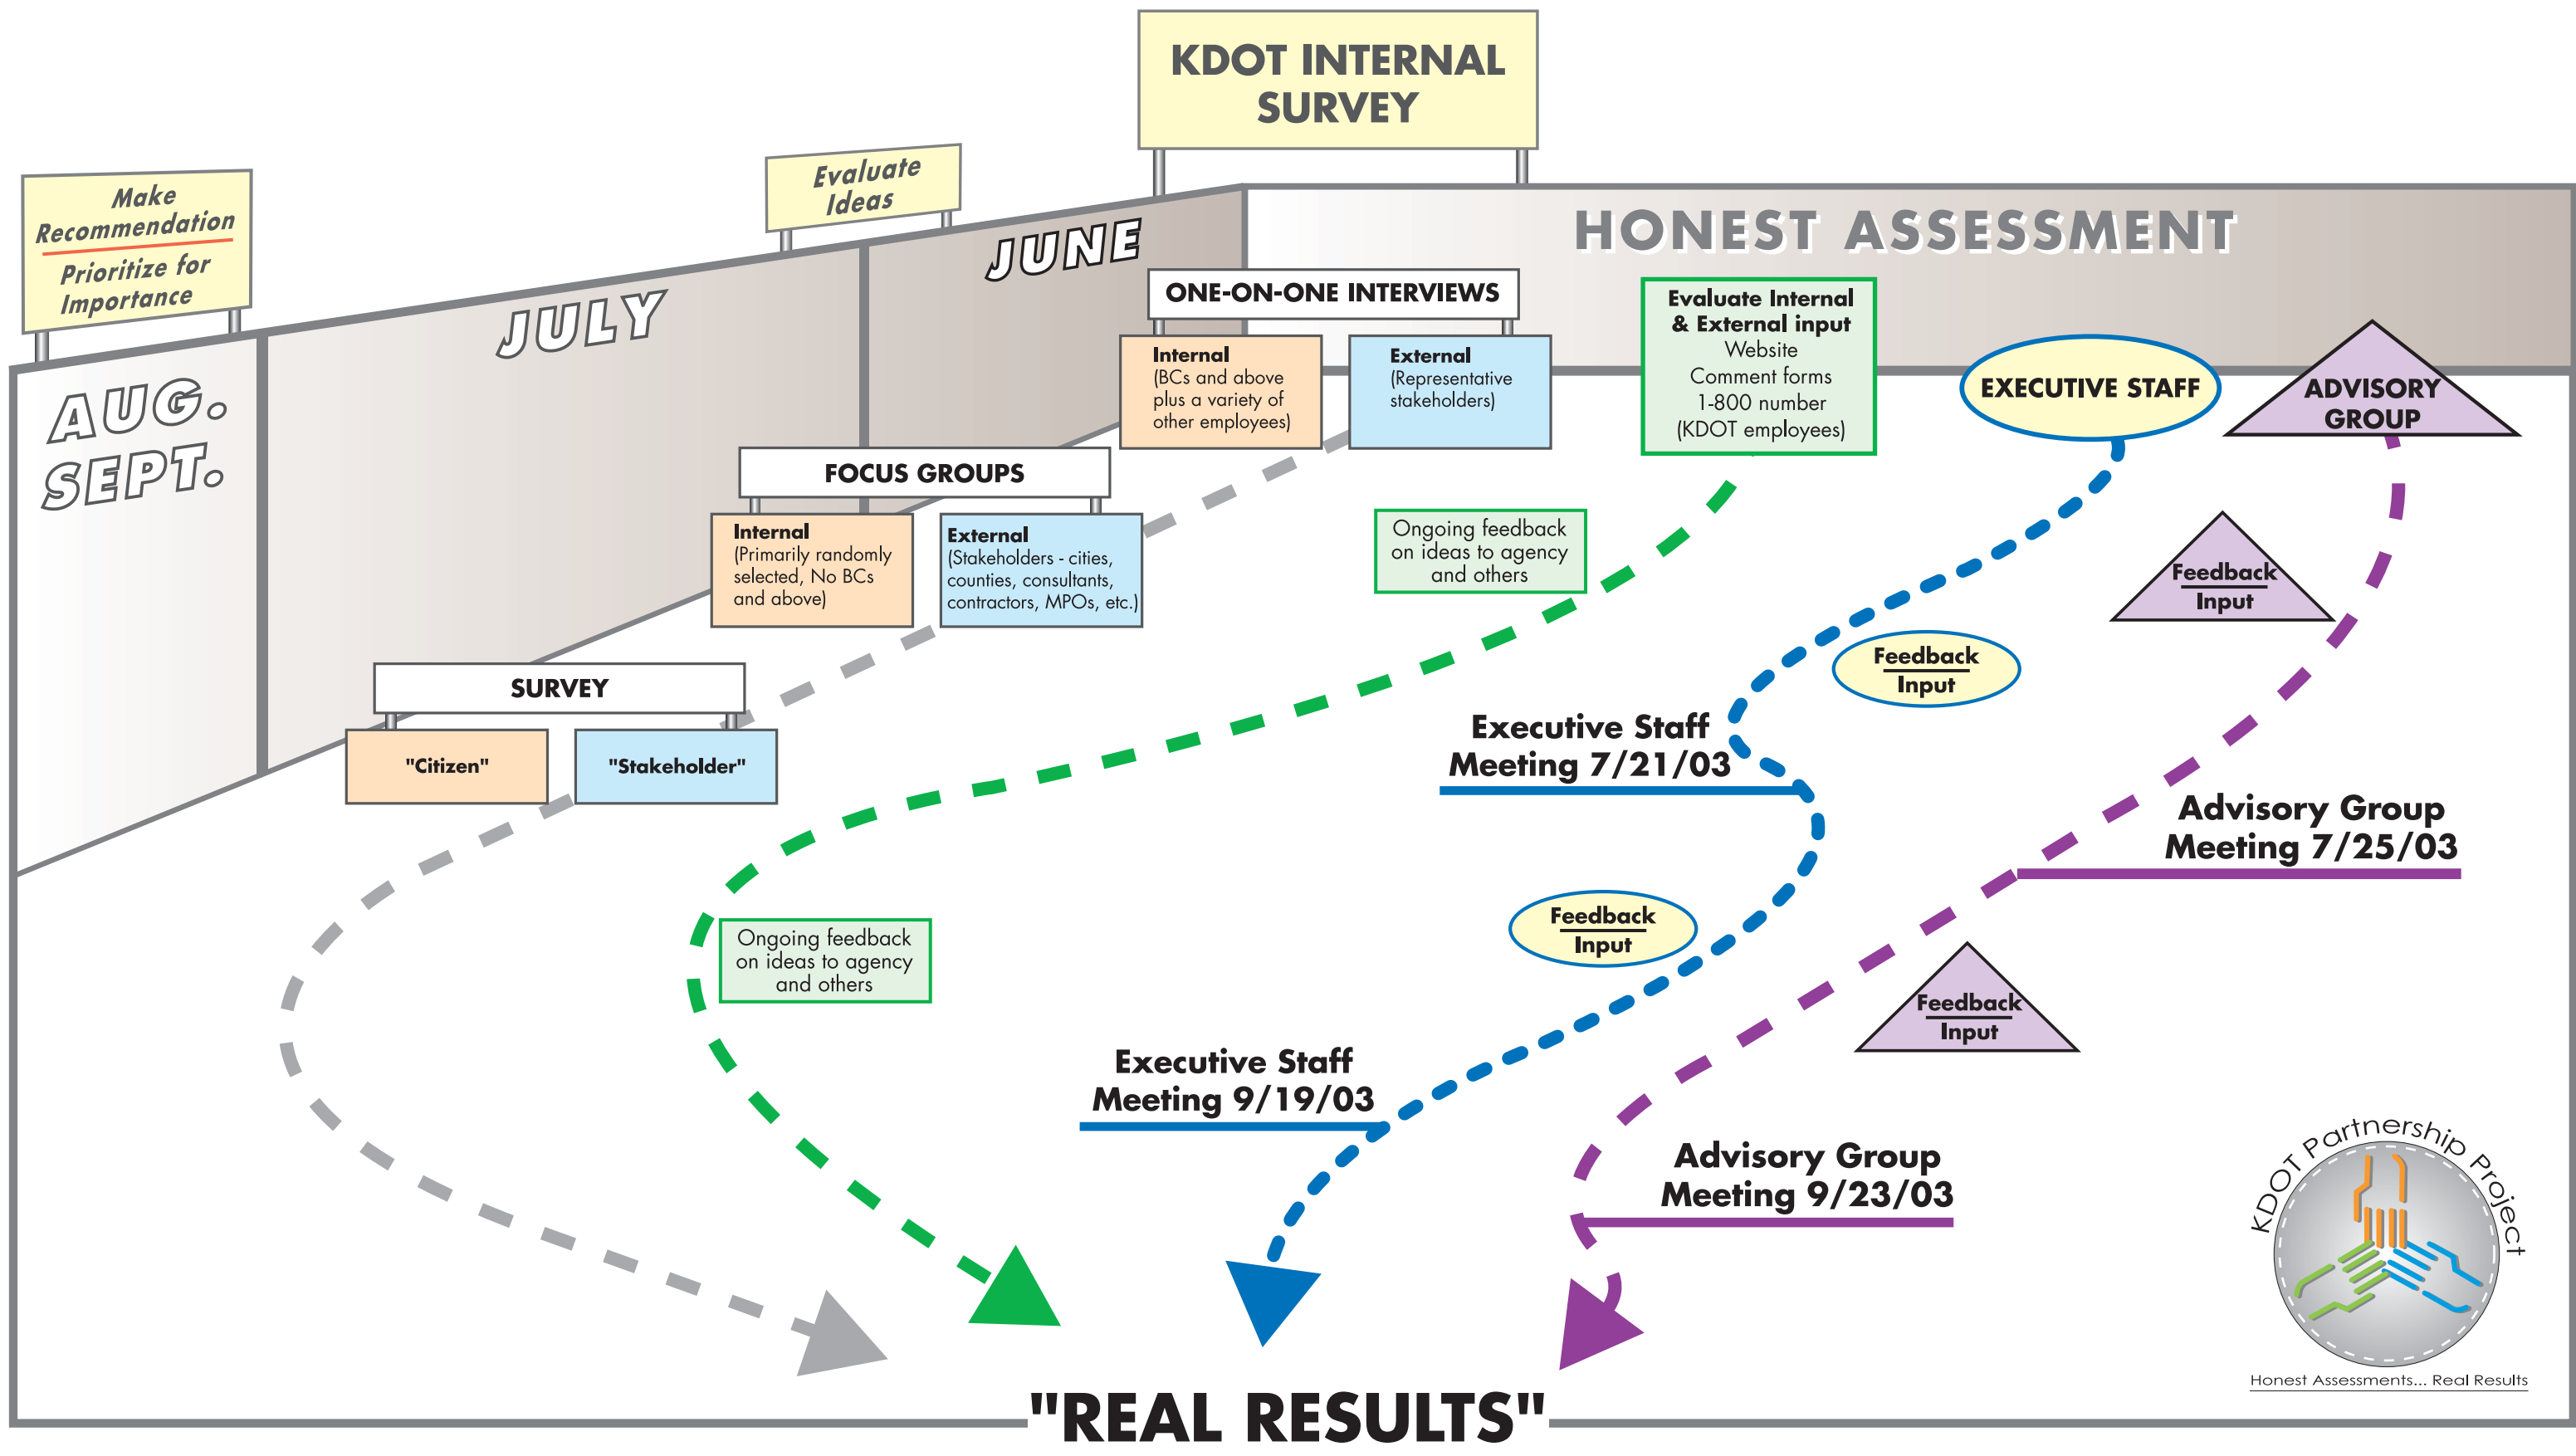 KDOT INTERNAL
SURVEY
Make
Recommendation
Prioritize for
Importance
Evaluate
Ideas
HONEST ASSESSMENT
JUNE
JULY
AUG.
SEPT.
ONE-ON-ONE INTERVIEWS
Internal
(BCs and above
plus a variety of
other employees)
External
(Representative
stakeholders)
Evaluate Internal
& External input
Website
Comment forms
1-800 number
(KDOT employees)
EXECUTIVE STAFF
ADVISORY
GROUP
FOCUS GROUPS
Internal
(Primarily randomly
selected, No BCs
and above)
External
(Stakeholders - cities,
counties, consultants,
contractors, MPOs, etc.)
Ongoing feedback
on ideas to agency
and others
Feedback
Input
Feedback
Input
SURVEY
"Citizen"
"Stakeholder"
Executive Staff
Meeting 7/21/03
Advisory Group
Meeting 7/25/03
Ongoing feedback
on ideas to agency
and others
Feedback
Input
Feedback
Input
Executive Staff
Meeting 9/19/03
Advisory Group
Meeting 9/23/03
KDOT Partnership Project
Honest Assessments... Real Results
"REAL RESULTS"